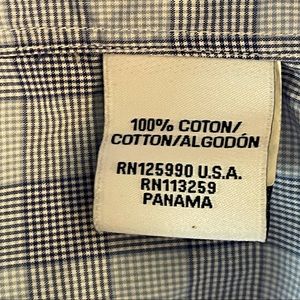 100% COTON/
COTTON/ALGODÓN
RN125990 U.S.A.
RN113259
PANAMA